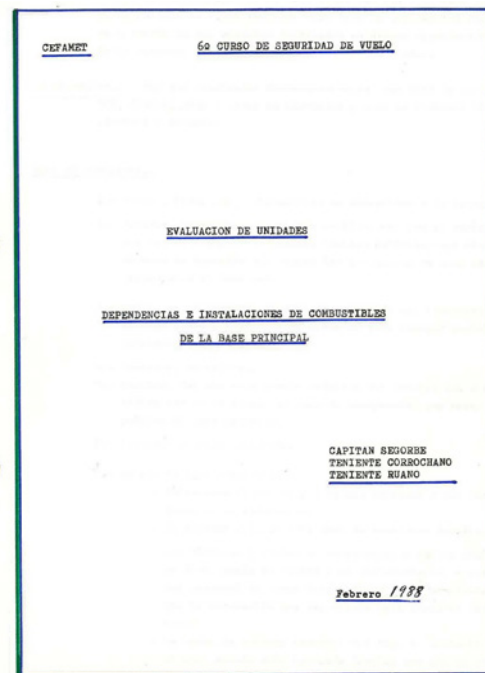 CEFAMET
6º CURSO DE SEGURIDAD DE VUELO
EVALUACION DE UNIDADES
DEPENDENCIAS E INSTALACIONES DE COMBUSTIBLES
DE LA BASE PRINCIPAL
CAPITAN SEGORBE
TENIENTE CORROCHANO
TENIENTE RUANO
Febrero 1988